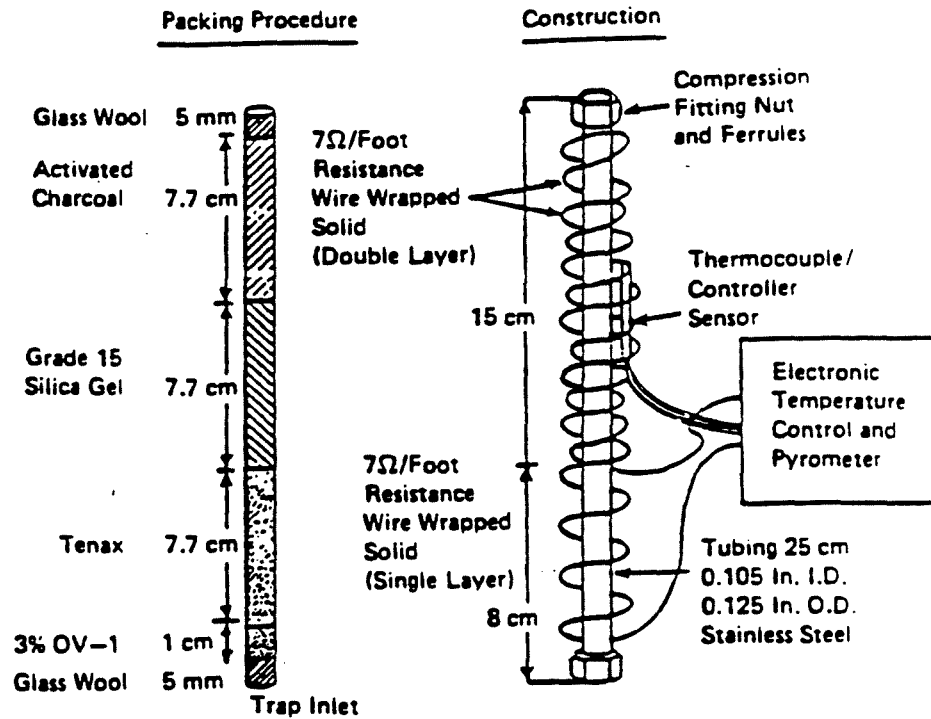 Packing Procedure
Glass Wool 5 mm
Activated
Charcoal 7.7 cm
Grade 15
Silica Gel 7.7 cm
Tenax 7.7 cm
3% OV–1 1 cm
Glass Wool 5 mm
Trap Inlet
Construction
Compression
Fitting Nut
and Ferrules
7Ω/Foot
Resistance
Wire Wrapped
Solid
(Double Layer)
Thermocouple/
Controller
Sensor
15 cm
Electronic
Temperature
Control and
Pyrometer
7Ω/Foot
Resistance
Wire Wrapped
Solid
(Single Layer)
8 cm
Tubing 25 cm
0.105 In. I.D.
0.125 In. O.D.
Stainless Steel